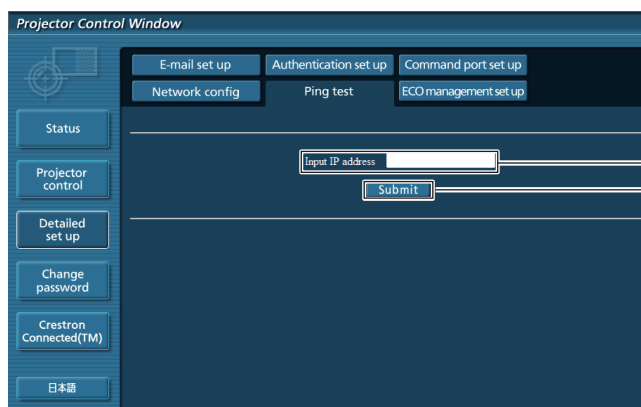 Projector Control Window
E-mail set up
Authentication set up
Command port set up
Network config
Ping test
ECO management set up
Status
Projector
control
Detailed
set up
Change
password
Crestron
Connected(TM)
日本語
Input IP address
Submit